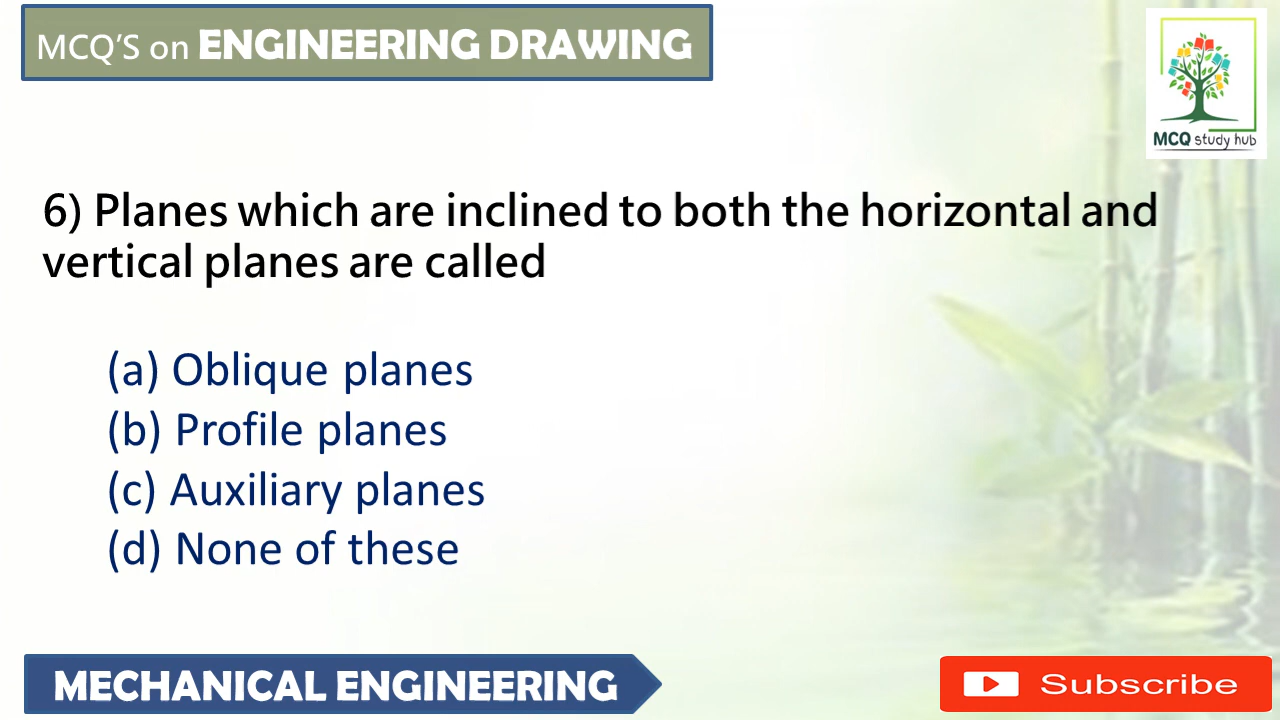 MCQ'S on ENGINEERING DRAWING
MCQ study hub
6) Planes which are inclined to both the horizontal and
vertical planes are called
(a) Oblique planes
(b) Profile planes
(c) Auxiliary planes
(d) None of these
MECHANICAL ENGINEERING
Subscribe